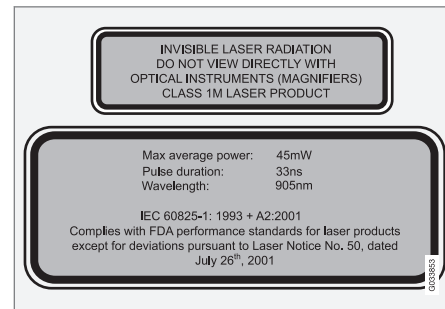 INVISIBLE LASER RADIATION
DO NOT VIEW DIRECTLY WITH
OPTICAL INSTRUMENTS (MAGNIFIERS)
CLASS 1M LASER PRODUCT
Max average power: 45mW
Pulse duration: 33ns
Wavelength: 905nm
IEC 60825-1: 1993 + A2:2001
Complies with FDA performance standards for laser products
except for deviations pursuant to Laser Notice No. 50, dated
July 26th, 2001
G033853